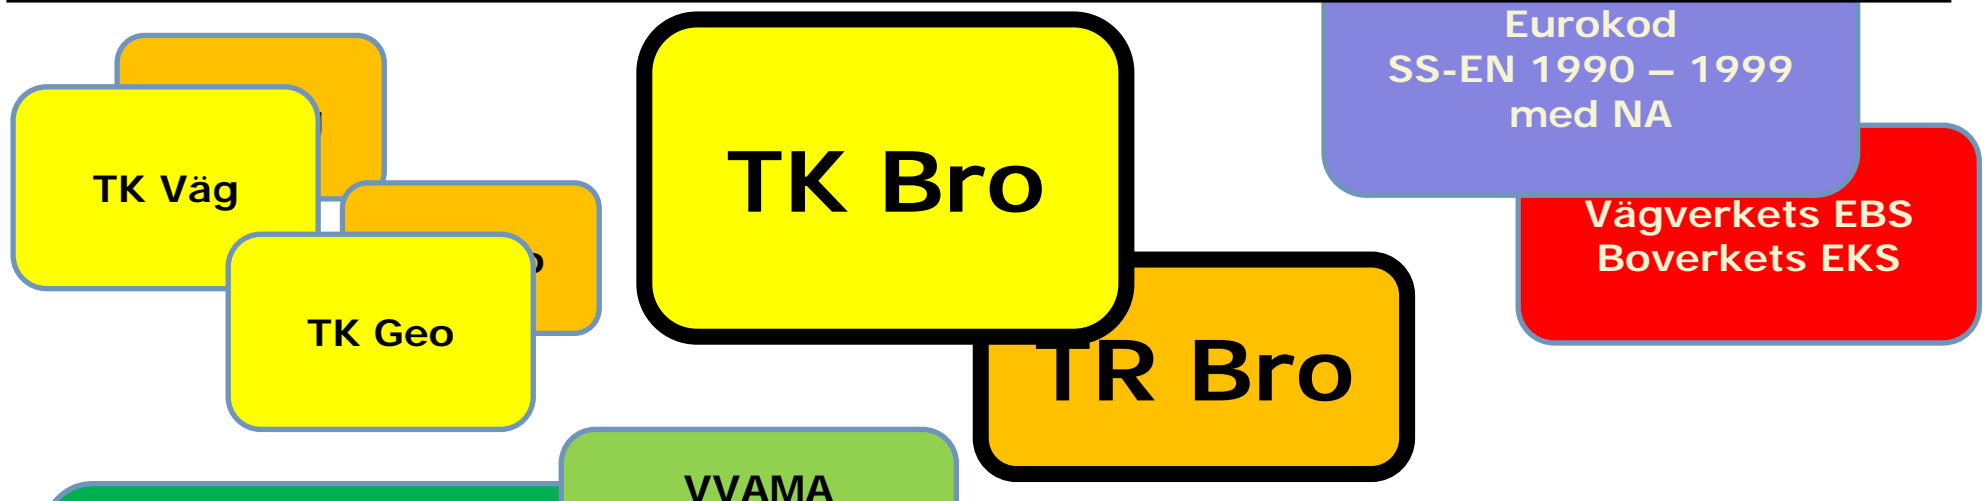 TK Väg
TK Geo
TK Bro
TR Bro
Eurokod
SS-EN 1990 – 1999
med NA
Vägverkets EBS
Boverkets EKS
VVAMA